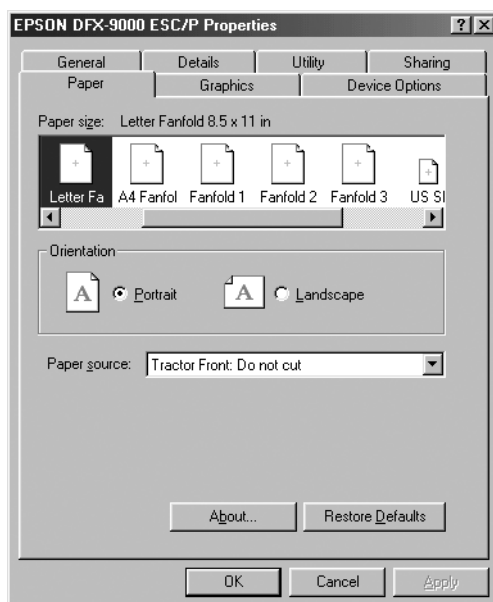 EPSON DFX-9000 ESC/P Properties ? ×
General Details Utility Sharing
Paper Graphics Device Options
Paper size: Letter Fanfold 8.5 x 11 in
Letter Fa A4 Fanfol Fanfold 1 Fanfold 2 Fanfold 3 US Sl
Orientation
A Portrait A Landscape
Paper source: Tractor Front: Do not cut
About... Restore Defaults
OK Cancel Apply